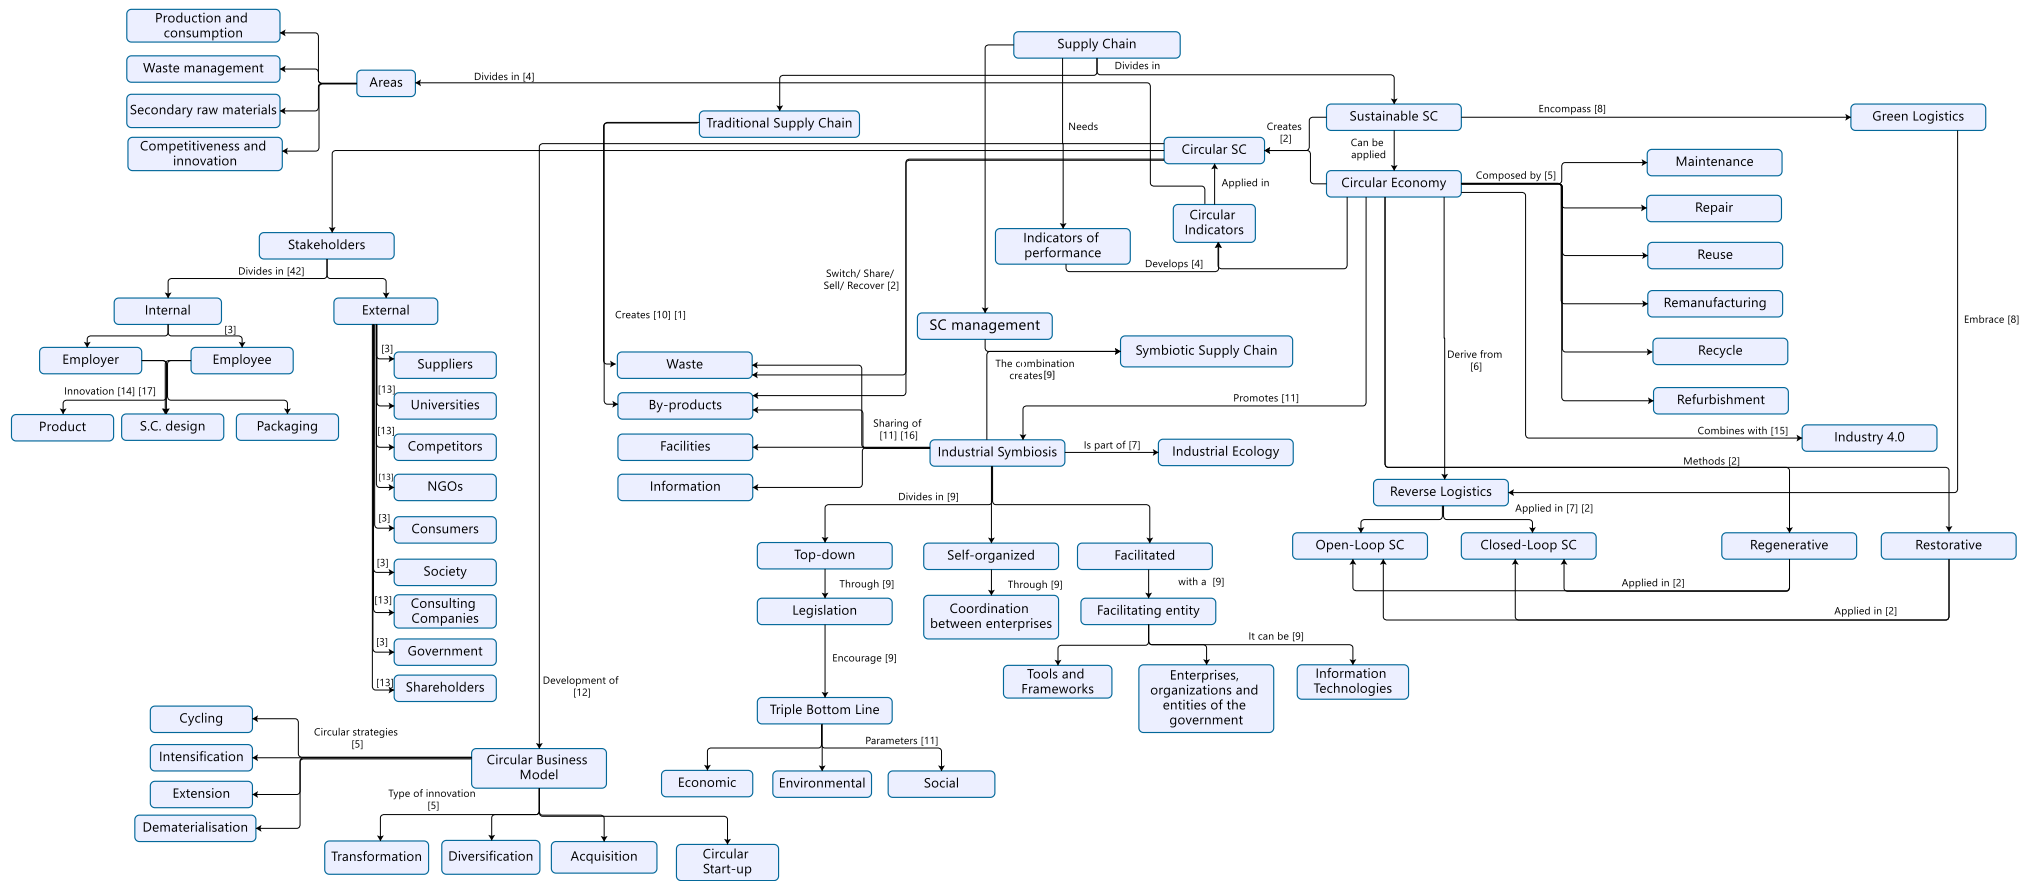 Production and
consumption
Waste management
Secondary raw materials
Competitiveness and
innovation
Areas
Divides in [4]
Supply Chain
Divides in
Traditional Supply Chain
Needs
Sustainable SC
Encompass [8]
Green Logistics
Creates
[2]
Can be
applied
Circular SC
Circular Economy
Composed by [5]
Maintenance
Repair
Reuse
Remanufacturing
Recycle
Refurbishment
Applied in
Circular
Indicators
Indicators of
performance
Develops [4]
Stakeholders
Divides in [42]
Internal
External
[3]
Employer
Employee
Innovation [14] [17]
Product
S.C. design
Packaging
[3]
Suppliers
[13]
Universities
[13]
Competitors
[13]
NGOs
[3]
Consumers
[3]
Society
[13]
Consulting
Companies
[3]
Government
[13]
Shareholders
Switch/ Share/
Sell/ Recover [2]
Creates [10] [1]
SC management
Symbiotic Supply Chain
The combination
creates[9]
Waste
By-products
Facilities
Information
Sharing of
[11] [16]
Promotes [11]
Industrial Symbiosis
Is part of [7]
Industrial Ecology
Derive from
[6]
Embrace [8]
Combines with [15]
Industry 4.0
Methods [2]
Reverse Logistics
Applied in [7] [2]
Open-Loop SC
Closed-Loop SC
Regenerative
Restorative
Applied in [2]
Applied in [2]
Divides in [9]
Top-down
Self-organized
Facilitated
Through [9]
Through [9]
with a [9]
Legislation
Coordination
between enterprises
Facilitating entity
It can be [9]
Encourage [9]
Tools and
Frameworks
Enterprises,
organizations and
entities of the
government
Information
Technologies
Triple Bottom Line
Parameters [11]
Economic
Environmental
Social
Development of
[12]
Cycling
Intensification
Extension
Dematerialisation
Circular strategies
[5]
Circular Business
Model
Type of innovation
[5]
Transformation
Diversification
Acquisition
Circular
Start-up